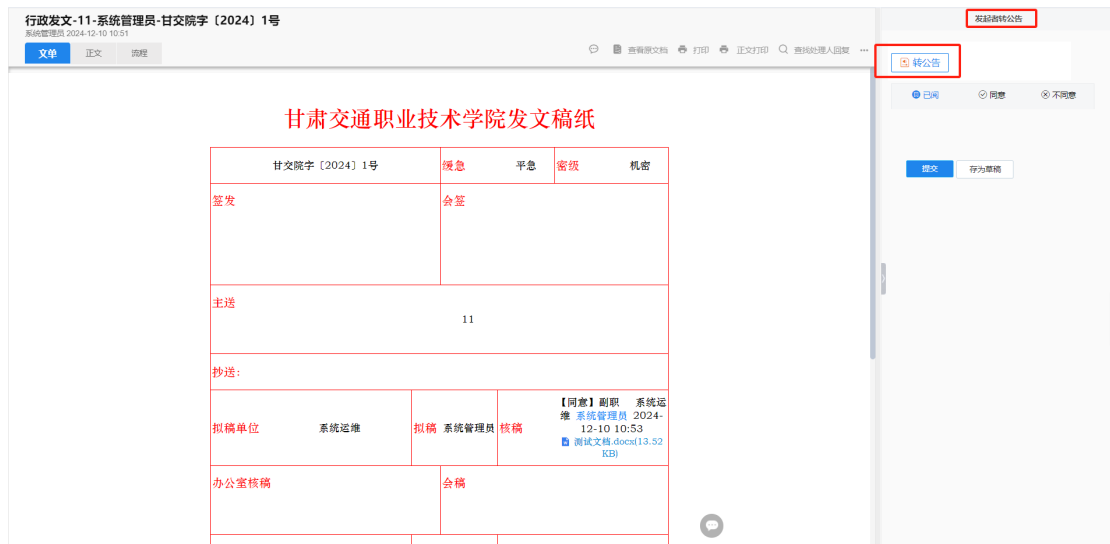 行政发文-11-系统管理员-甘交院字〔2024〕1号
系统管理员 2024-12-10 10:51
文单 正文 流程
查看原文档 打印 正文打印 查找处理人回复 ...
发起者转公告
转公告
已阅 同意 不同意
提交 存为草稿
甘肃交通职业技术学院发文稿纸
甘交院字〔2024〕1号 缓急 平急 密级 机密
签发 会签
主送
11
抄送:
拟稿单位 系统运维 拟稿 系统管理员 核稿
【同意】副职 系统运
维 系统管理员 2024-
12-10 10:53
测试文档.docx(13.52
KB)
办公室核稿 会稿